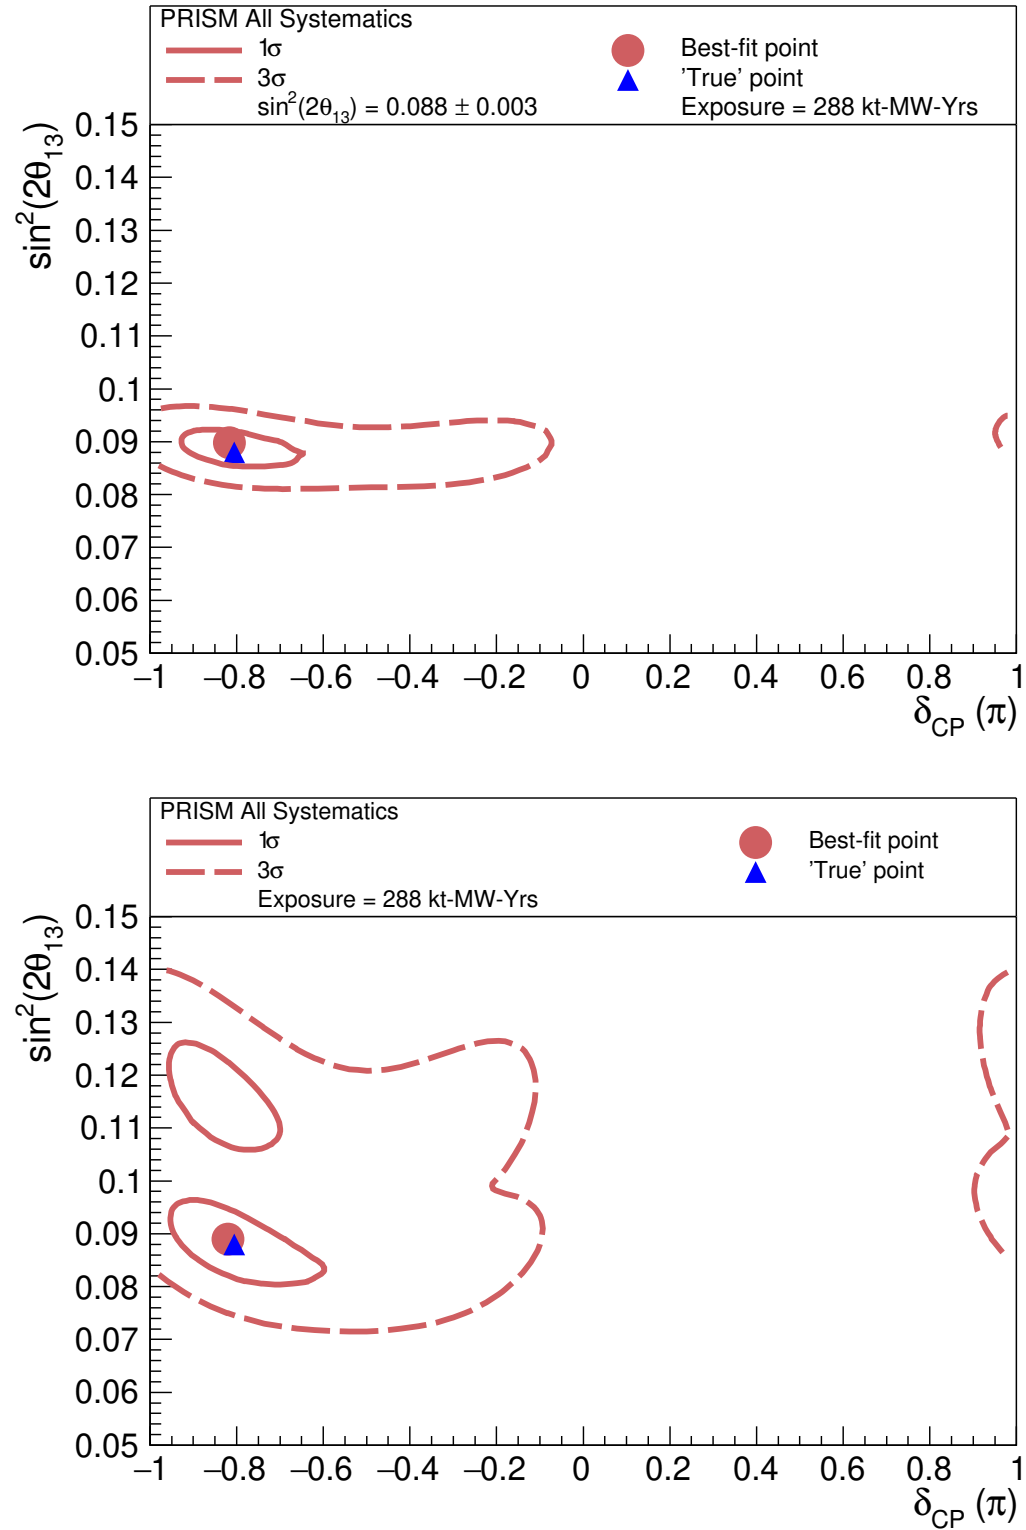 PRISM All Systematics
1σ
Best-fit point
3σ
'True' point
sin²(2θ₁₃) = 0.088 ± 0.003
Exposure = 288 kt-MW-Yrs
sin²(2θ₁₃)
0.15
0.14
0.13
0.12
0.11
0.1
0.09
0.08
0.07
0.06
0.05
−1 −0.8 −0.6 −0.4 −0.2 0 0.2 0.4 0.6 0.8 1
δCP (π)
PRISM All Systematics
1σ
Best-fit point
3σ
'True' point
Exposure = 288 kt-MW-Yrs
sin²(2θ₁₃)
0.15
0.14
0.13
0.12
0.11
0.1
0.09
0.08
0.07
0.06
0.05
−1 −0.8 −0.6 −0.4 −0.2 0 0.2 0.4 0.6 0.8 1
δCP (π)